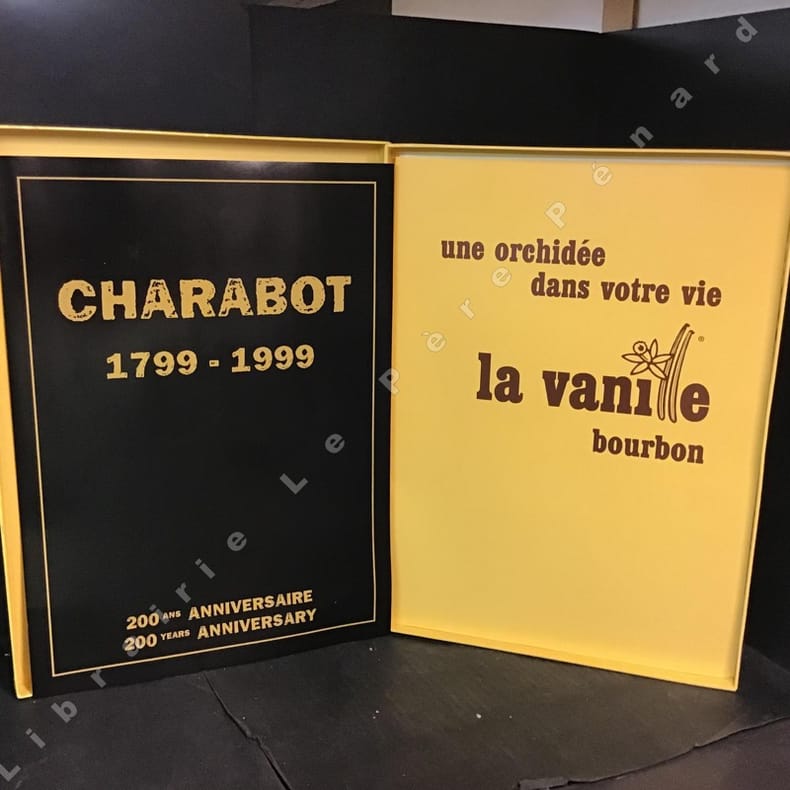 CHARABOT
1799 - 1999
200 ANS ANNIVERSAIRE
200 YEARS ANNIVERSARY
une orchidée
dans votre vie
la vanille
®
bourbon
Librairie Le Père Pénard